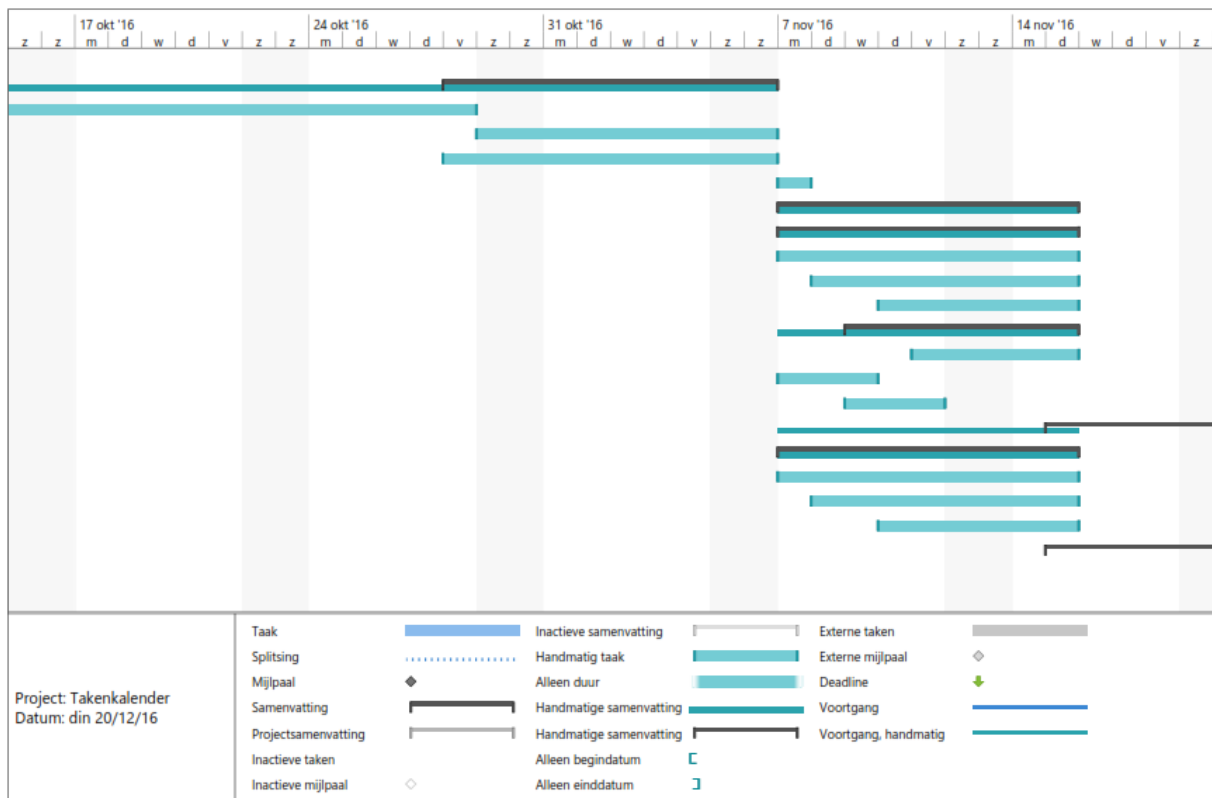 17 okt '16 24 okt '16 31 okt '16 7 nov '16 14 nov '16
z z m d w d v z z m d w d v z z m d w d v z z m d w d v z z m d w d v z
Taak Inactieve samenvatting Externe taken
Splitsing Handmatig taak Externe mijlpaal
Project: Takenkalender
Datum: din 20/12/16
Mijlpaal Alleen duur Deadline
Samenvatting Handmatige samenvatting Voortgang
Projectsamenvatting Handmatige samenvatting Voortgang, handmatig
Inactieve taken Alleen begindatum
Inactieve mijlpaal Alleen einddatum